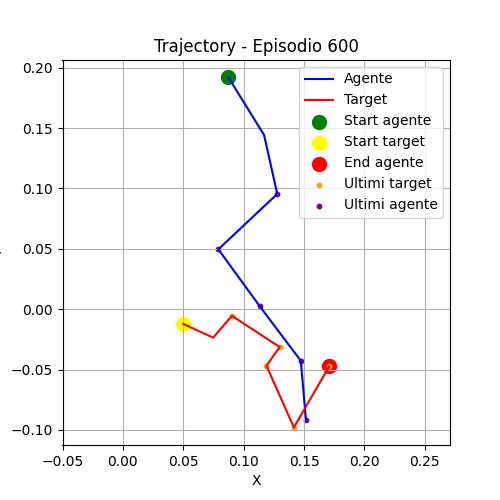 Trajectory - Episodio 600
Agente
Target
Start agente
Start target
End agente
Ultimi target
Ultimi agente
0.20
0.15
0.10
0.05
0.00
−0.05
−0.10
−0.05
0.00
0.05
0.10
0.15
0.20
0.25
X